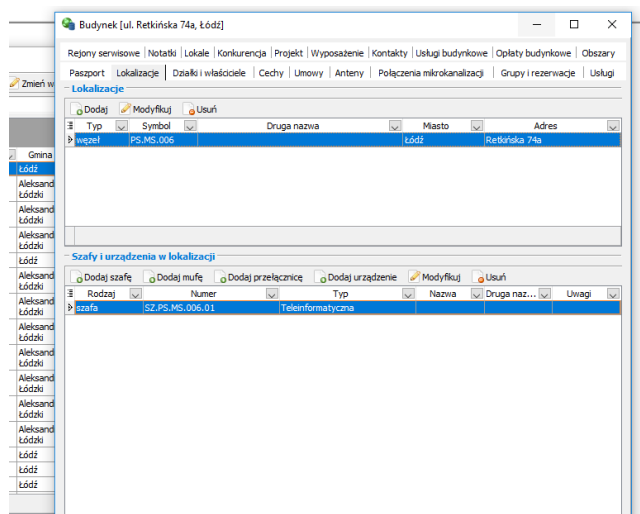 Budynek [ul. Retkińska 74a, Łódź]
Rejony serwisowe Notatki Lokale Konkurencja Projekt Wyposażenie Kontakty Usługi budynkowe Opłaty budynkowe Obszary
Paszport Lokalizacje Działki i właściciele Cechy Umowy Anteny Połączenia mikrokanalizacji Grupy i rezerwacje Usługi
Zmień w
Lokalizacje
Dodaj Modyfikuj Usuń
Typ Symbol Druga nazwa Miasto Adres
węzeł PS.MS.006 Łódź Retkińska 74a
Gmina
Łódź
Aleksand
Łódzki
Aleksand
Łódzki
Aleksand
Łódzki
Łódź
Aleksand
Łódzki
Aleksand
Łódzki
Aleksand
Łódzki
Aleksand
Łódzki
Aleksand
Łódzki
Aleksand
Łódzki
Aleksand
Łódzki
Łódź
Łódź
Łódź
Szafy i urządzenia w lokalizacji
Dodaj szafę Dodaj mufę Dodaj przełącznicę Dodaj urządzenie Modyfikuj Usuń
Rodzaj Numer Typ Nazwa Druga naz... Uwagi
szafa SZ.PS.MS.006.01 Teleinformatyczna